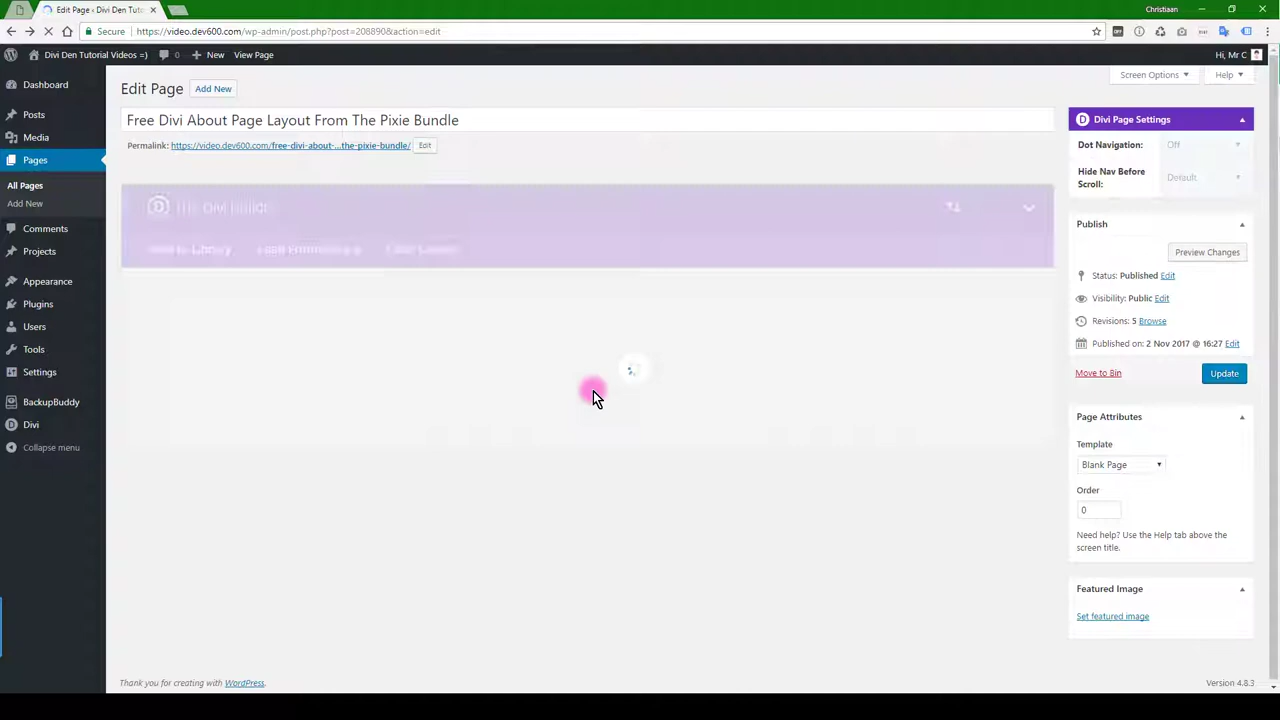 Edit Page ‹ Divi Den Tuto
Christiaan
Secure
https://video.dev600.com/wp-admin/post.php?post=208890&action=edit
Divi Den Tutorial Videos =)
0
New
View Page
Hi, Mr C
Dashboard
Posts
Media
Pages
All Pages
Add New
Comments
Projects
Appearance
Plugins
Users
Tools
Settings
BackupBuddy
Divi
Collapse menu
Edit Page
Add New
Screen Options
Help
Free Divi About Page Layout From The Pixie Bundle
Permalink: https://video.dev600.com/free-divi-about-...the-pixie-bundle/
Edit
The Divi Builder
Divi Page Settings
Dot Navigation:
Off
Hide Nav Before
Scroll:
Default
Publish
Preview Changes
Status: Published Edit
Visibility: Public Edit
Revisions: 5 Browse
Published on: 2 Nov 2017 @ 16:27 Edit
Move to Bin
Update
Page Attributes
Template
Blank Page
Order
0
Need help? Use the Help tab above the
screen title.
Featured Image
Set featured image
Thank you for creating with WordPress.
Version 4.8.3